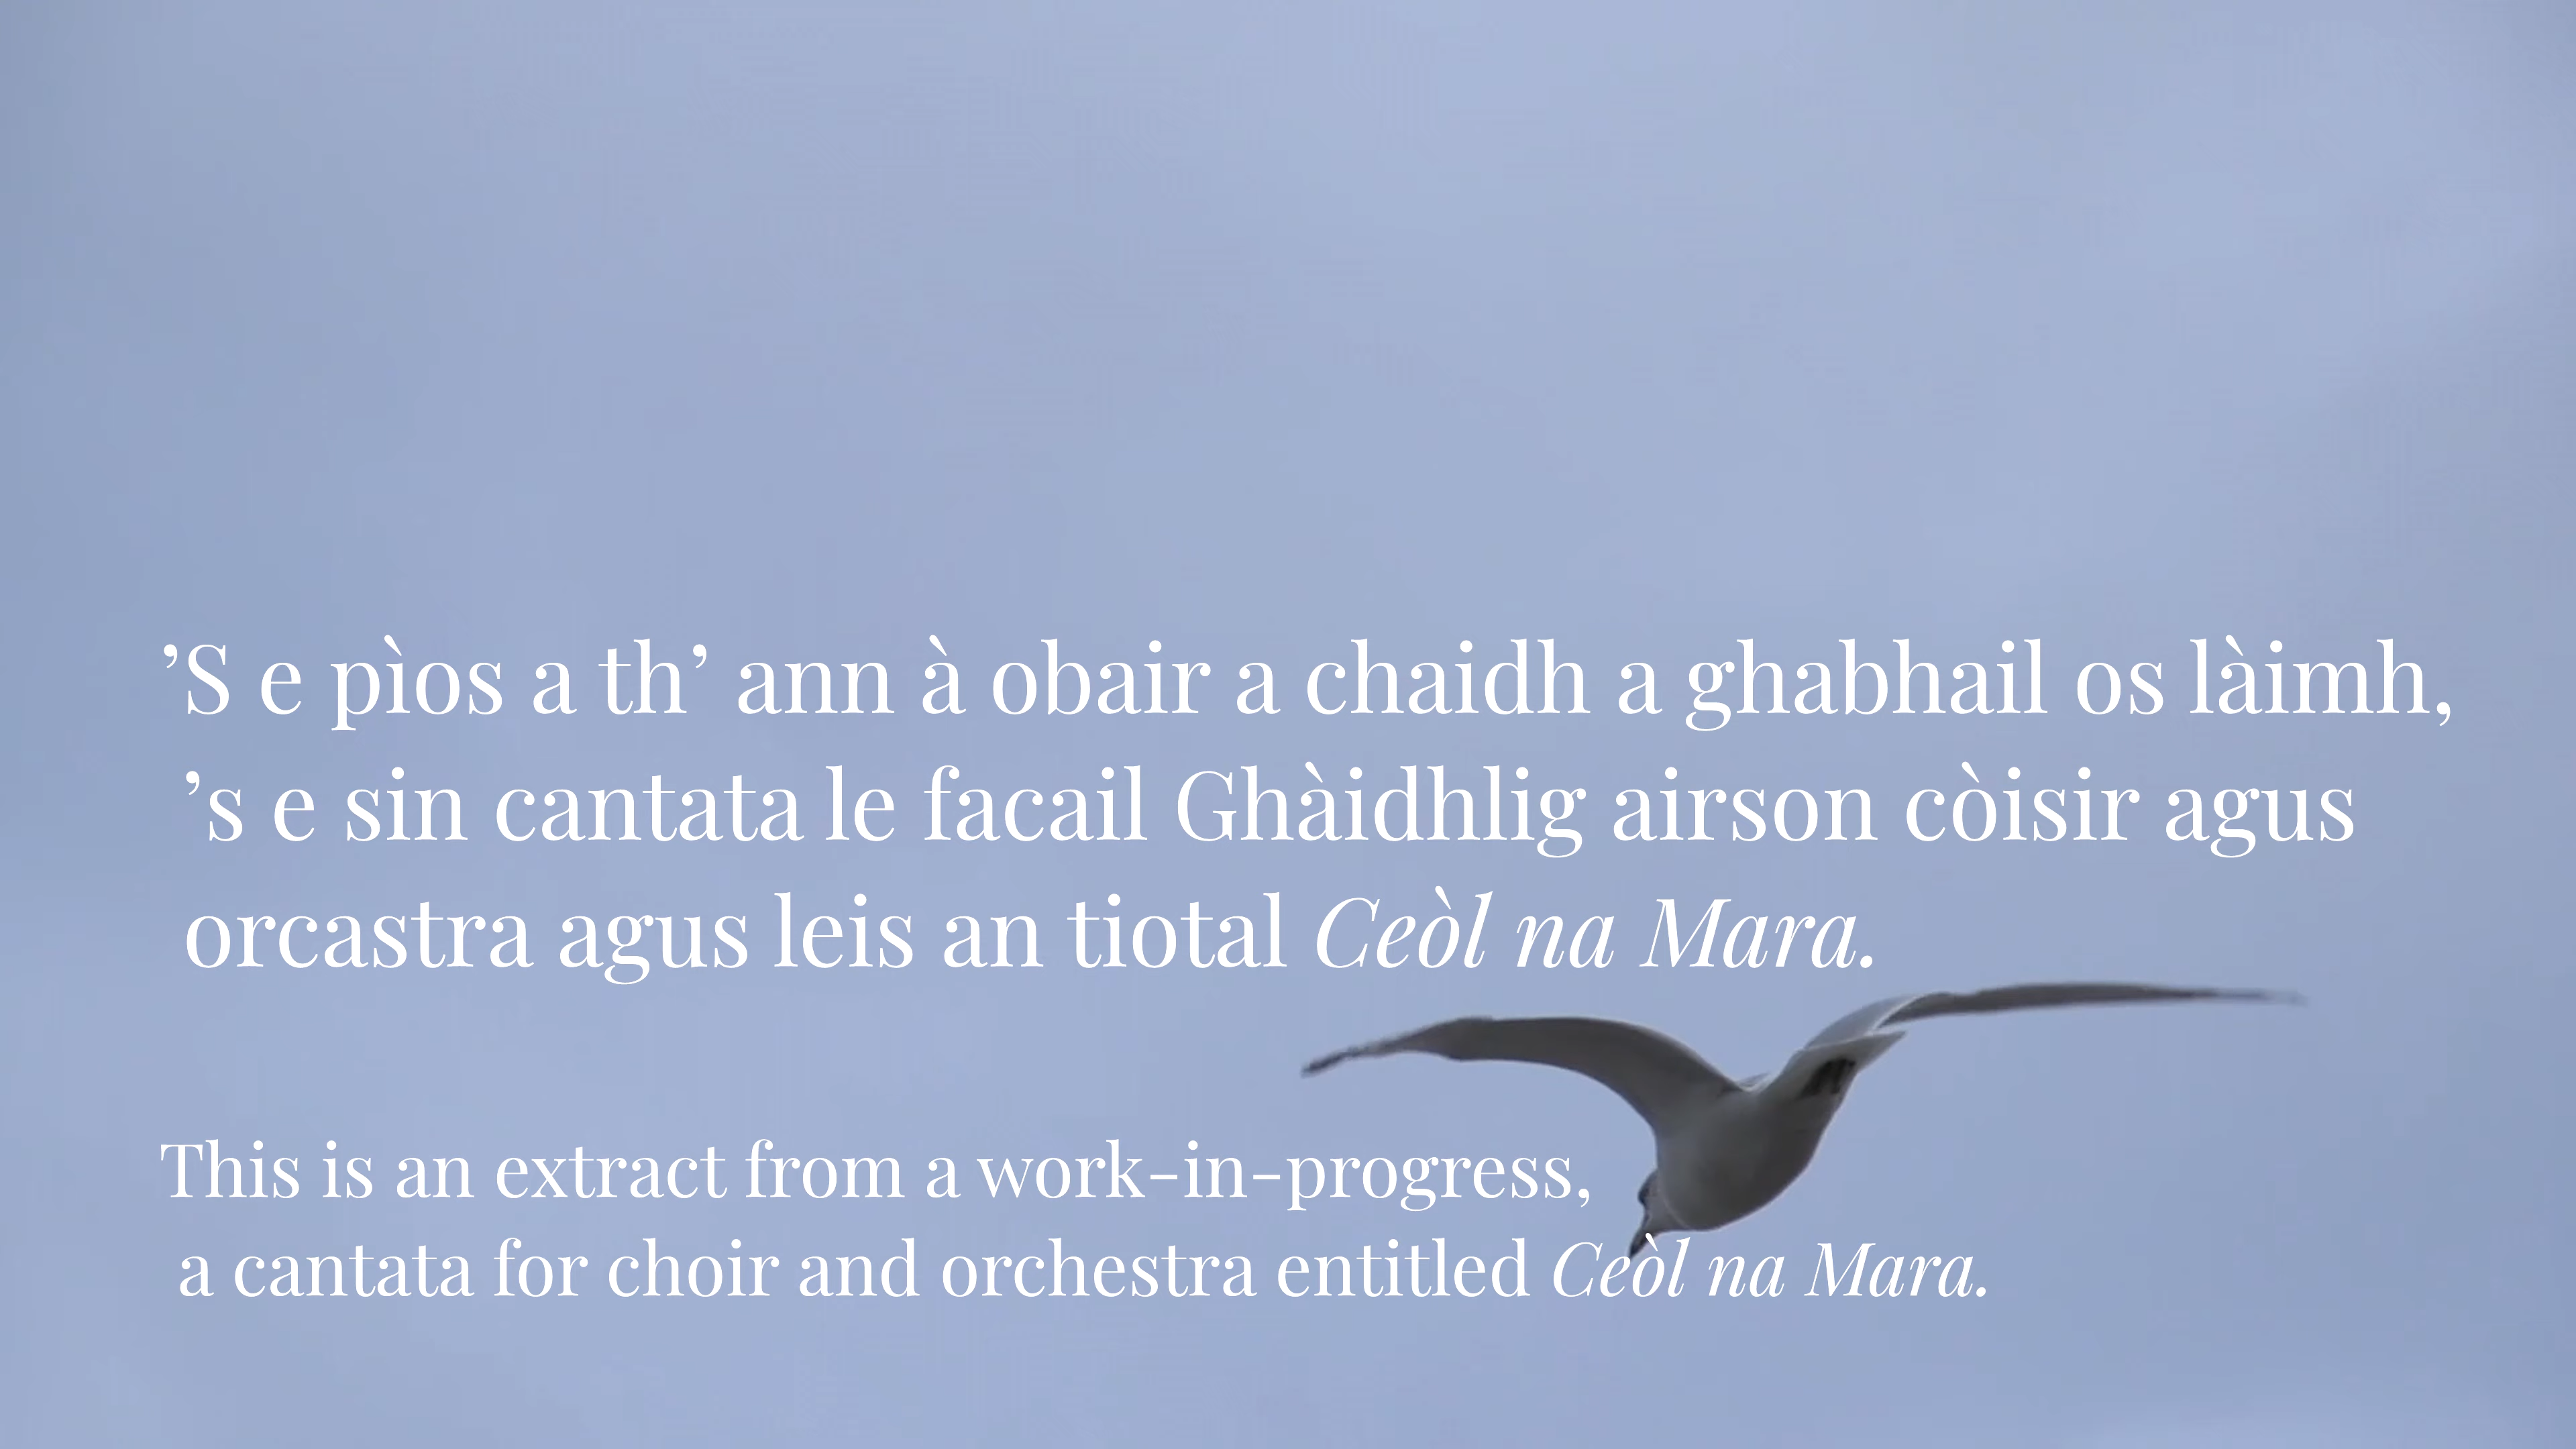 ’S e pìos a th’ ann à obair a chaidh a ghabhail os làimh,
’s e sin cantata le facail Ghàidhlig airson còisir agus
orcastra agus leis an tiotal Ceòl na Mara.
This is an extract from a work-in-progress,
a cantata for choir and orchestra entitled Ceòl na Mara.